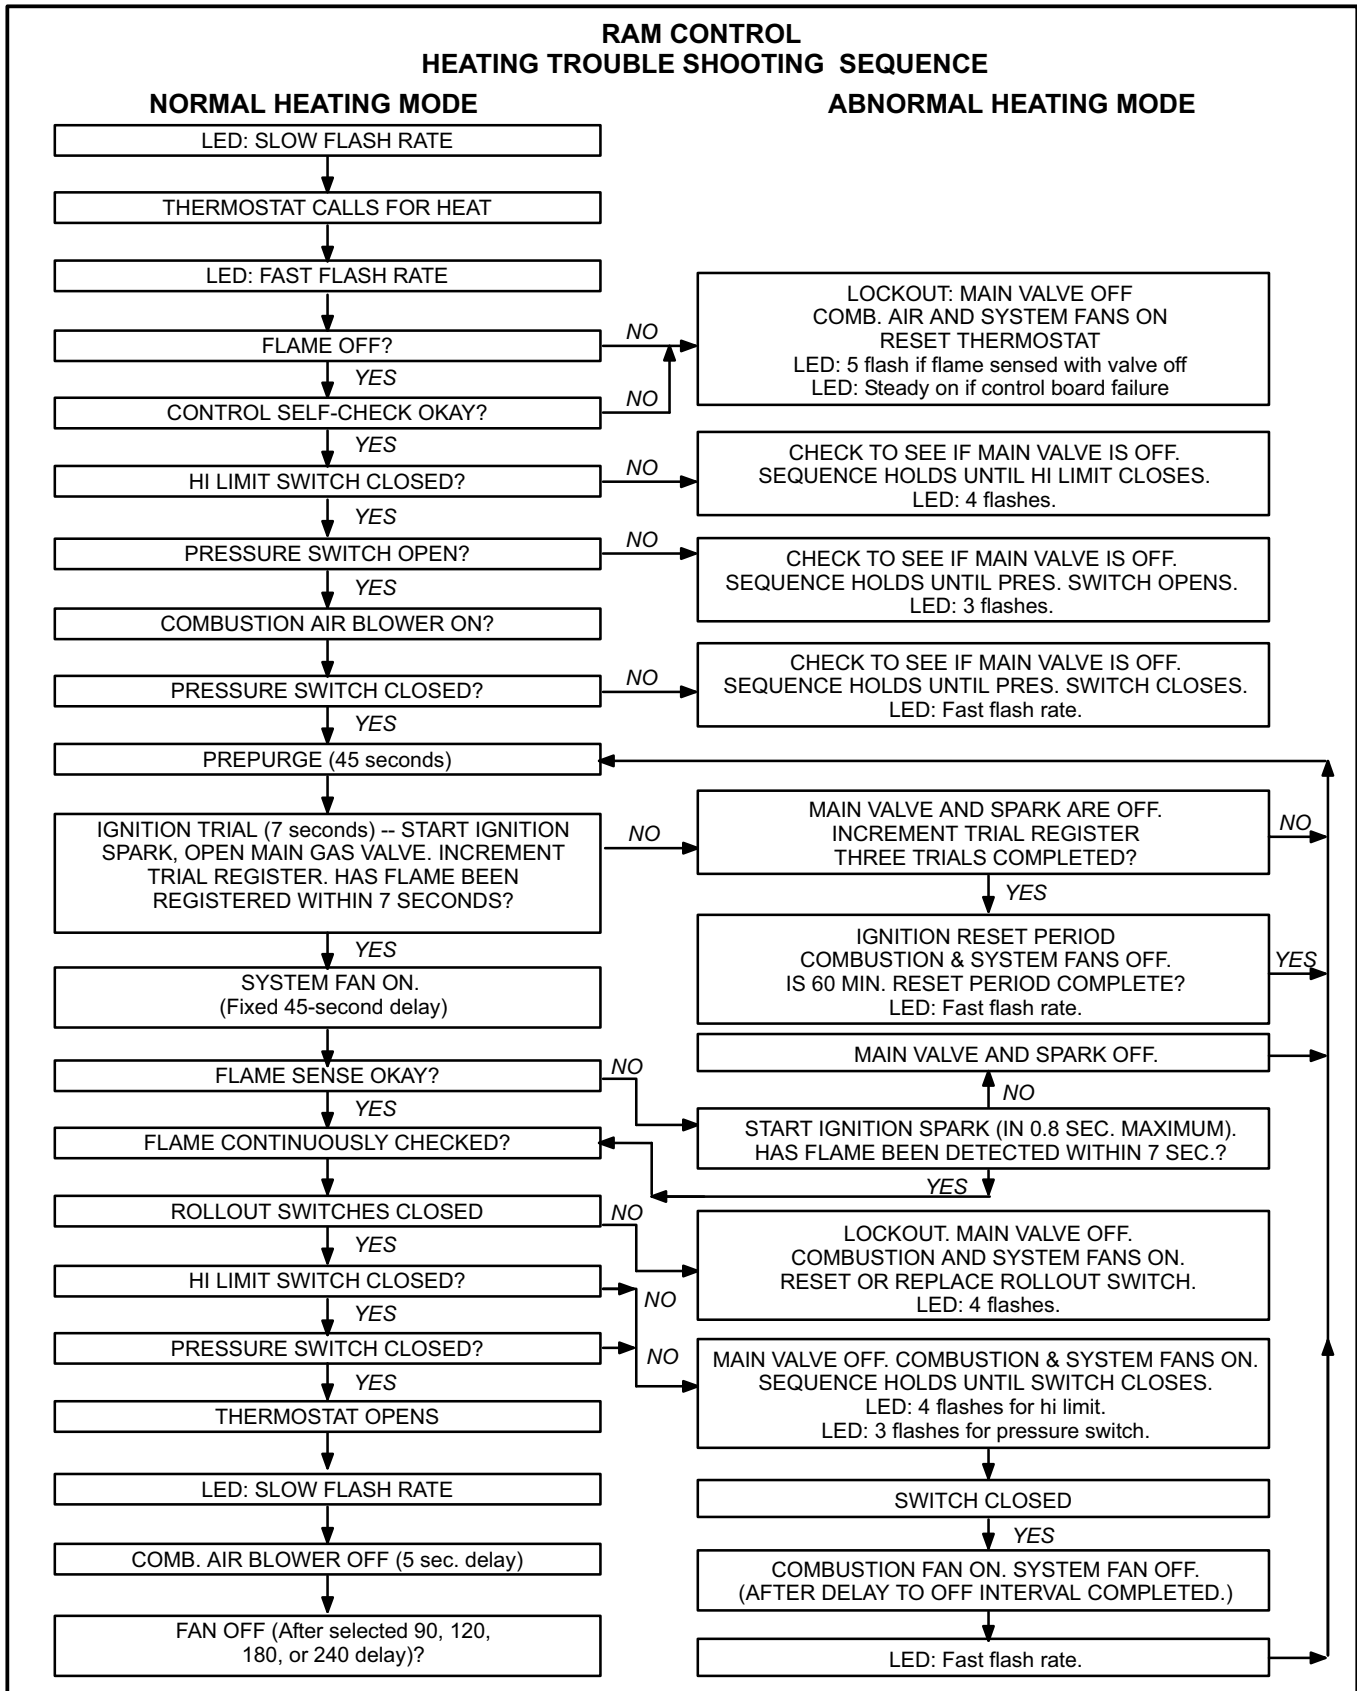 RAM CONTROL
HEATING TROUBLE SHOOTING SEQUENCE
NORMAL HEATING MODE
ABNORMAL HEATING MODE
LED: SLOW FLASH RATE
THERMOSTAT CALLS FOR HEAT
LED: FAST FLASH RATE
FLAME OFF?
NO
LOCKOUT: MAIN VALVE OFF
COMB. AIR AND SYSTEM FANS ON
RESET THERMOSTAT
LED: 5 flash if flame sensed with valve off
LED: Steady on if control board failure
YES
CONTROL SELF-CHECK OKAY?
NO
YES
HI LIMIT SWITCH CLOSED?
NO
CHECK TO SEE IF MAIN VALVE IS OFF.
SEQUENCE HOLDS UNTIL HI LIMIT CLOSES.
LED: 4 flashes.
YES
PRESSURE SWITCH OPEN?
NO
CHECK TO SEE IF MAIN VALVE IS OFF.
SEQUENCE HOLDS UNTIL PRES. SWITCH OPENS.
LED: 3 flashes.
YES
COMBUSTION AIR BLOWER ON?
PRESSURE SWITCH CLOSED?
NO
CHECK TO SEE IF MAIN VALVE IS OFF.
SEQUENCE HOLDS UNTIL PRES. SWITCH CLOSES.
LED: Fast flash rate.
YES
PREPURGE (45 seconds)
IGNITION TRIAL (7 seconds) -- START IGNITION
SPARK, OPEN MAIN GAS VALVE. INCREMENT
TRIAL REGISTER. HAS FLAME BEEN
REGISTERED WITHIN 7 SECONDS?
NO
MAIN VALVE AND SPARK ARE OFF.
INCREMENT TRIAL REGISTER
THREE TRIALS COMPLETED?
NO
YES
IGNITION RESET PERIOD
COMBUSTION & SYSTEM FANS OFF.
IS 60 MIN. RESET PERIOD COMPLETE?
LED: Fast flash rate.
YES
YES
SYSTEM FAN ON.
(Fixed 45-second delay)
MAIN VALVE AND SPARK OFF.
FLAME SENSE OKAY?
NO
NO
YES
START IGNITION SPARK (IN 0.8 SEC. MAXIMUM).
HAS FLAME BEEN DETECTED WITHIN 7 SEC.?
FLAME CONTINUOUSLY CHECKED?
YES
ROLLOUT SWITCHES CLOSED
NO
LOCKOUT. MAIN VALVE OFF.
COMBUSTION AND SYSTEM FANS ON.
RESET OR REPLACE ROLLOUT SWITCH.
LED: 4 flashes.
YES
HI LIMIT SWITCH CLOSED?
NO
YES
PRESSURE SWITCH CLOSED?
NO
MAIN VALVE OFF. COMBUSTION & SYSTEM FANS ON.
SEQUENCE HOLDS UNTIL SWITCH CLOSES.
LED: 4 flashes for hi limit.
LED: 3 flashes for pressure switch.
YES
THERMOSTAT OPENS
LED: SLOW FLASH RATE
SWITCH CLOSED
YES
COMB. AIR BLOWER OFF (5 sec. delay)
COMBUSTION FAN ON. SYSTEM FAN OFF.
(AFTER DELAY TO OFF INTERVAL COMPLETED.)
FAN OFF (After selected 90, 120,
180, or 240 delay)?
LED: Fast flash rate.